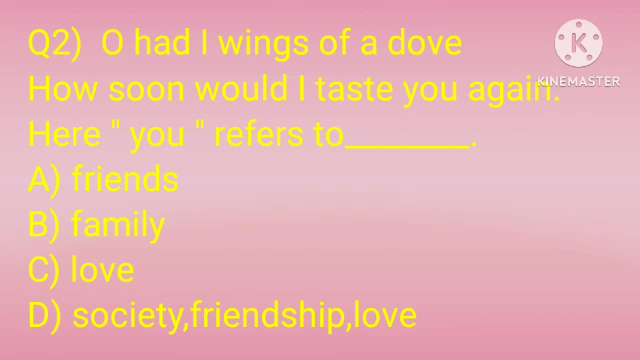 Q2) O had I wings of a dove
How soon would I taste you again.
Here " you " refers to_______.
A) friends
B) family
C) love
D) society,friendship,love
K
KINEMASTER